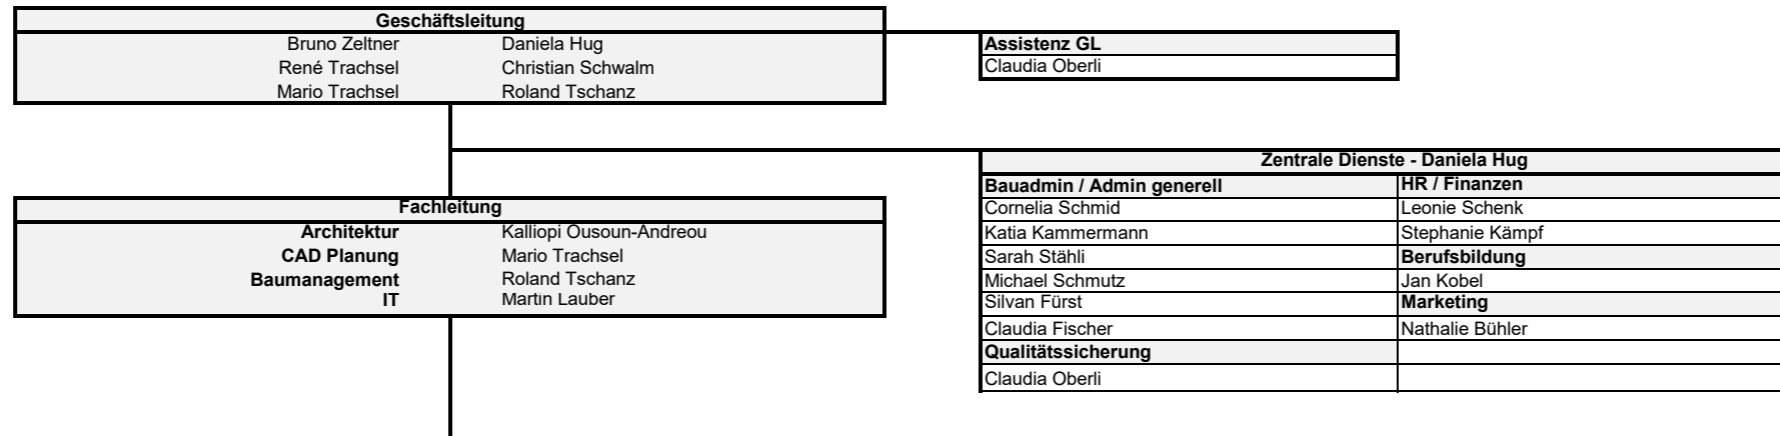 Geschäftsleitung
Bruno Zeltner Daniela Hug
René Trachsel Christian Schwalm
Mario Trachsel Roland Tschanz
Assistenz GL
Claudia Oberli
Fachleitung
Architektur Kalliopi Ousoun-Andreou
CAD Planung Mario Trachsel
Baumanagement Roland Tschanz
IT Martin Lauber
Zentrale Dienste - Daniela Hug
Bauadmin / Admin generell HR / Finanzen
Cornelia Schmid Leonie Schenk
Katia Kammermann Stephanie Kämpf
Sarah Stähli Berufsbildung
Michael Schmutz Jan Kobel
Silvan Fürst Marketing
Claudia Fischer Nathalie Bühler
Qualitätssicherung
Claudia Oberli